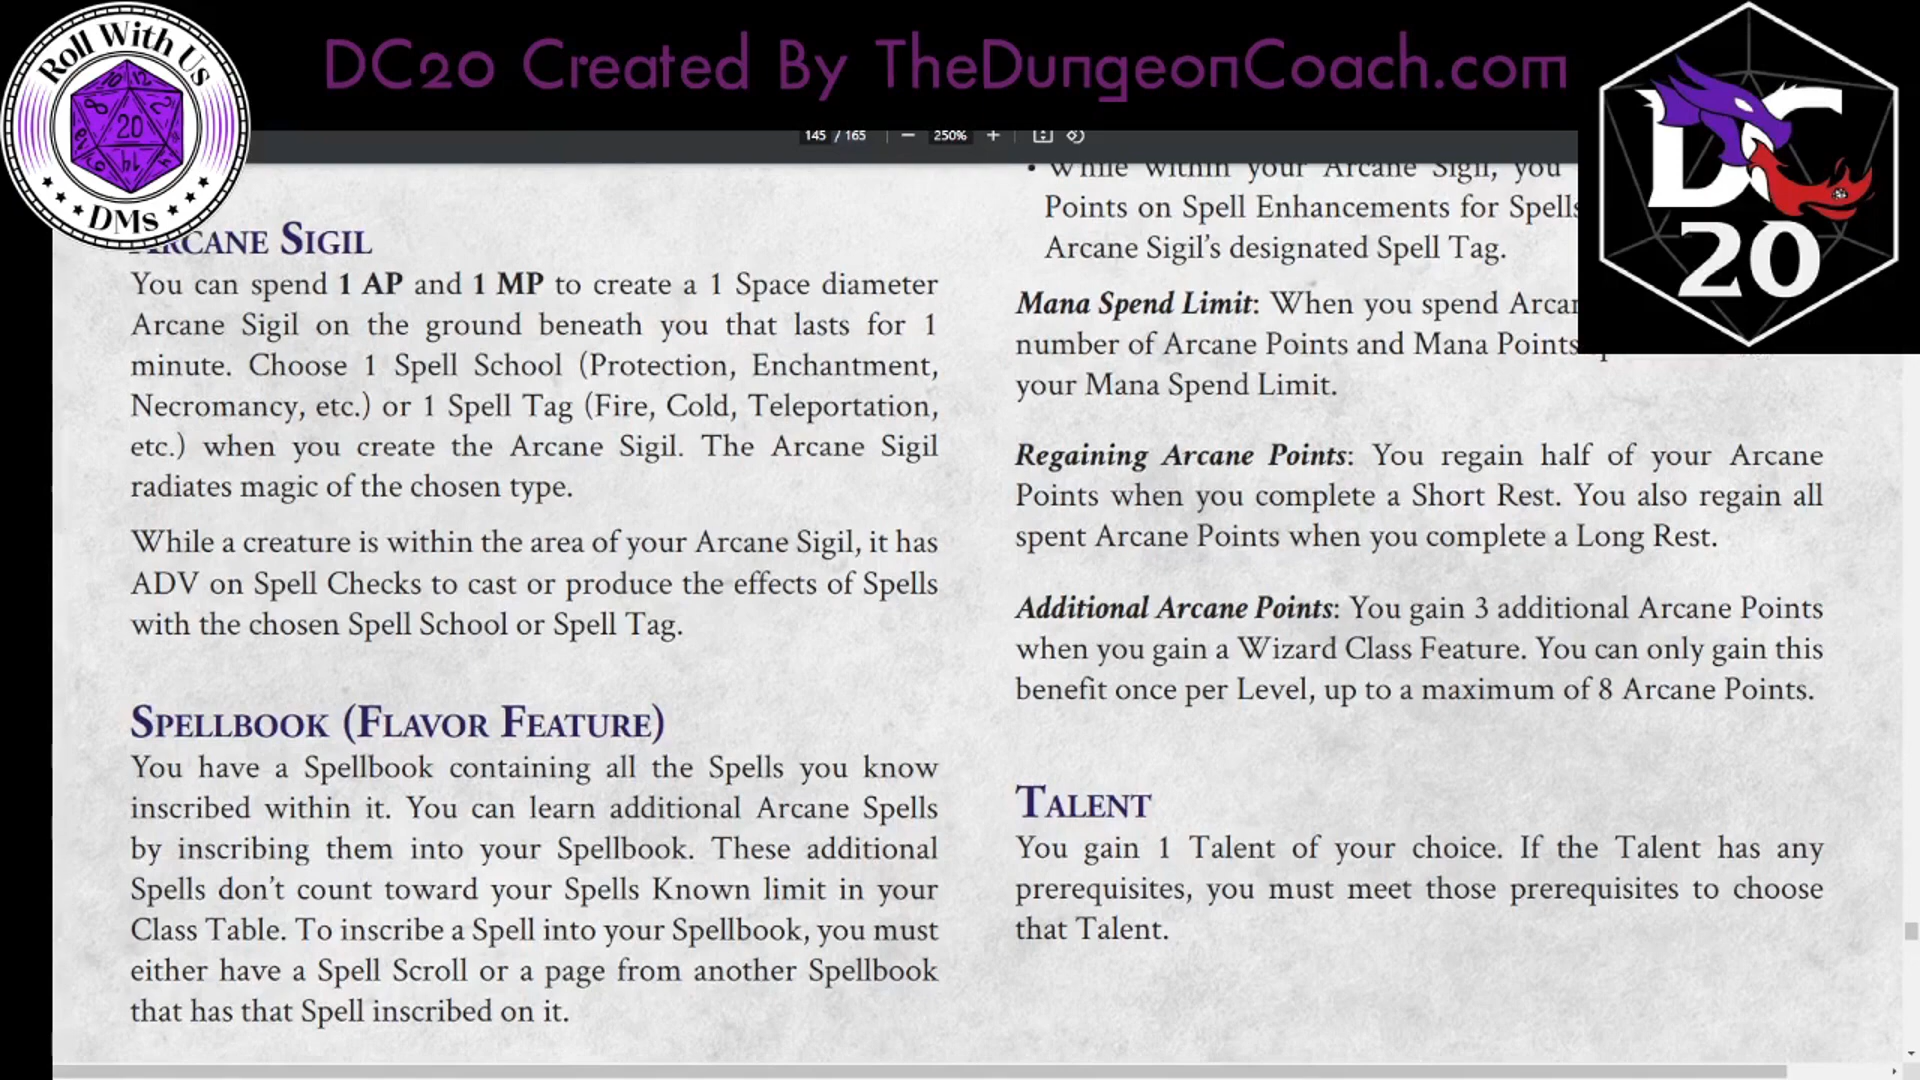 Roll With Us
DMs
20
DC20 Created By TheDungeonCoach.com
DC
20
145 / 165
250%
ARCANE SIGIL
You can spend 1 AP and 1 MP to create a 1 Space diameter
Arcane Sigil on the ground beneath you that lasts for 1
minute. Choose 1 Spell School (Protection, Enchantment,
Necromancy, etc.) or 1 Spell Tag (Fire, Cold, Teleportation,
etc.) when you create the Arcane Sigil. The Arcane Sigil
radiates magic of the chosen type.
While a creature is within the area of your Arcane Sigil, it has
ADV on Spell Checks to cast or produce the effects of Spells
with the chosen Spell School or Spell Tag.
SPELLBOOK (FLAVOR FEATURE)
You have a Spellbook containing all the Spells you know
inscribed within it. You can learn additional Arcane Spells
by inscribing them into your Spellbook. These additional
Spells don't count toward your Spells Known limit in your
Class Table. To inscribe a Spell into your Spellbook, you must
either have a Spell Scroll or a page from another Spellbook
that has that Spell inscribed on it.
• While within your Arcane Sigil, you
Points on Spell Enhancements for Spells
Arcane Sigil's designated Spell Tag.
Mana Spend Limit: When you spend
number of Arcane Points and Mana Points
your Mana Spend Limit.
Regaining Arcane Points: You regain half of your Arcane
Points when you complete a Short Rest. You also regain all
spent Arcane Points when you complete a Long Rest.
Additional Arcane Points: You gain 3 additional Arcane Points
when you gain a Wizard Class Feature. You can only gain this
benefit once per Level, up to a maximum of 8 Arcane Points.
TALENT
You gain 1 Talent of your choice. If the Talent has any
prerequisites, you must meet those prerequisites to choose
that Talent.